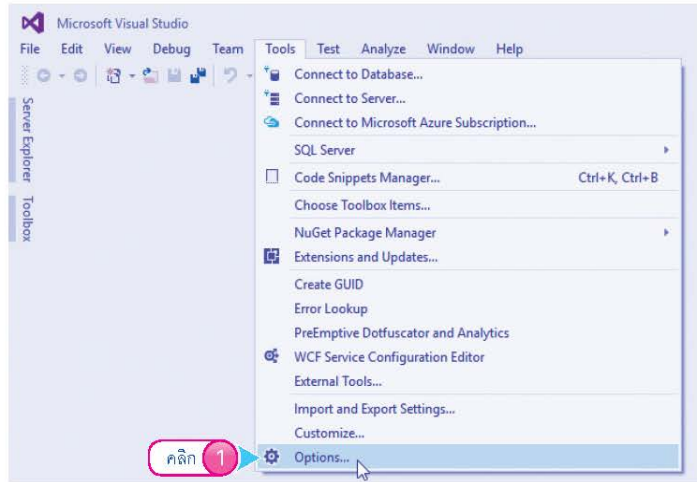 Microsoft Visual Studio
File Edit View Debug Team Tools Test Analyze Window Help
Server Explorer
Toolbox
Connect to Database...
Connect to Server...
Connect to Microsoft Azure Subscription...
SQL Server
Code Snippets Manager... Ctrl+K, Ctrl+B
Choose Toolbox Items...
NuGet Package Manager
Extensions and Updates...
Create GUID
Error Lookup
PreEmptive Dotfuscator and Analytics
WCF Service Configuration Editor
External Tools...
Import and Export Settings...
Customize...
คลิก 1 Options...